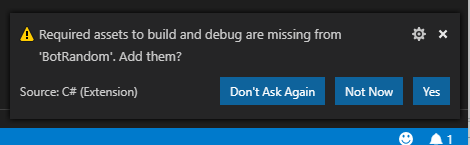 Required assets to build and debug are missing from
'BotRandom'. Add them?
Source: C# (Extension)
Don't Ask Again
Not Now
Yes
1